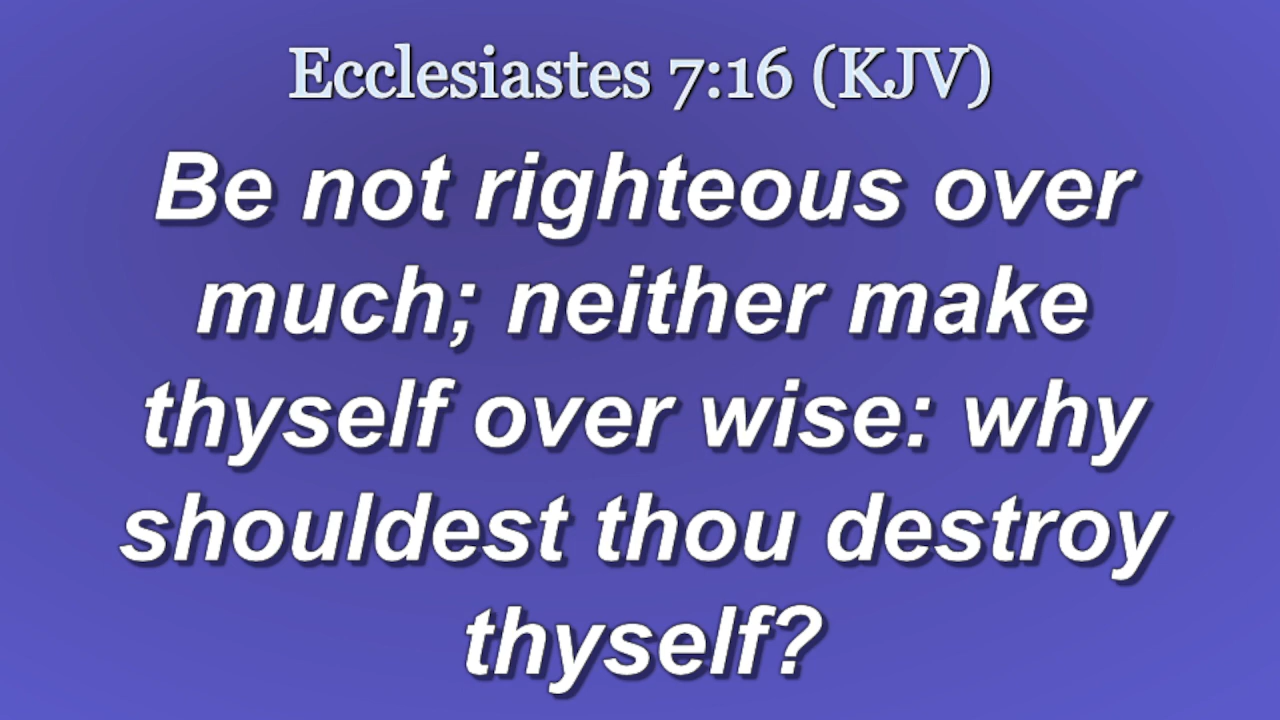 Ecclesiastes 7:16 (KJV)
Be not righteous over
much; neither make
thyself over wise: why
shouldest thou destroy
thyself?